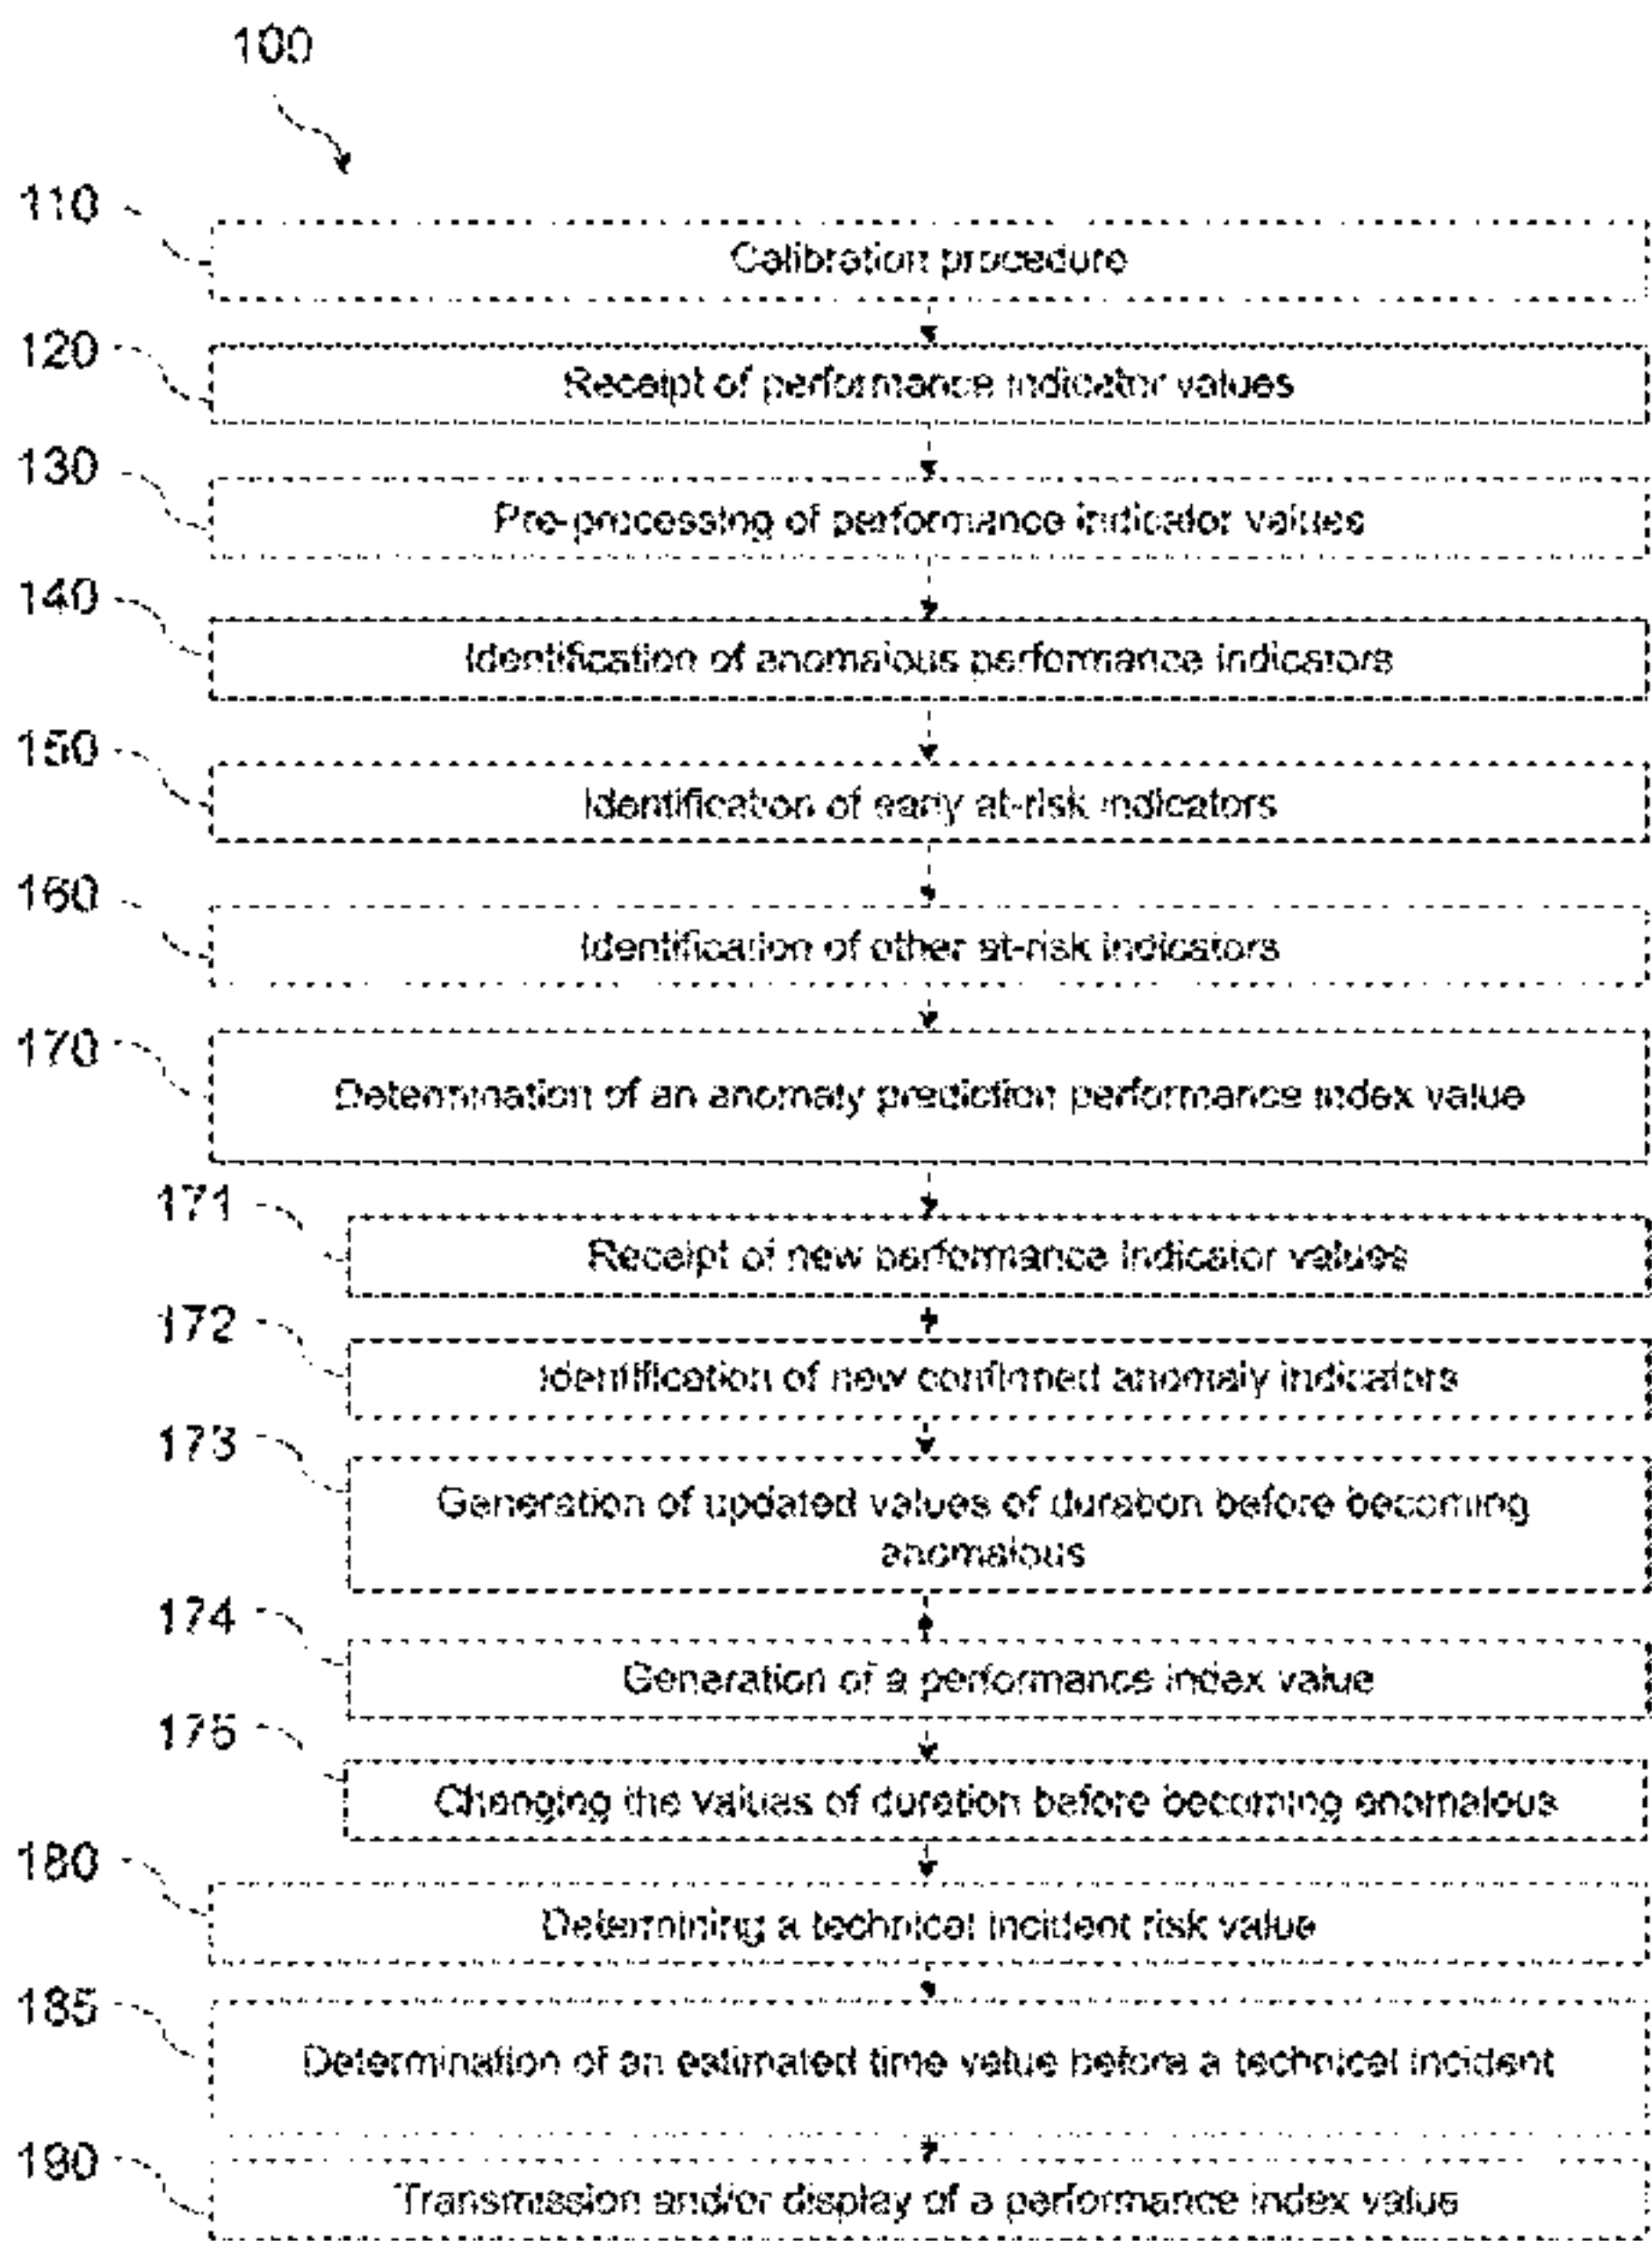 100
110
Calibration procedure
120
Receipt of performance indicator values
130
Pre-processing of performance indicator values
140
Identification of anomalous performance indicators
150
Identification of early at-risk indicators
160
Identification of other at-risk indicators
170
Determination of an anomaly prediction performance index value
171
Receipt of new performance indicator values
172
Identification of new confirmed anomaly indicators
173
Generation of updated values of duration before becoming
anomalous
174
Generation of a performance index value
175
Changing the values of duration before becoming anomalous
180
Determining a technical incident risk value
185
Determination of an estimated time value before a technical incident
190
Transmission and/or display of a performance index value